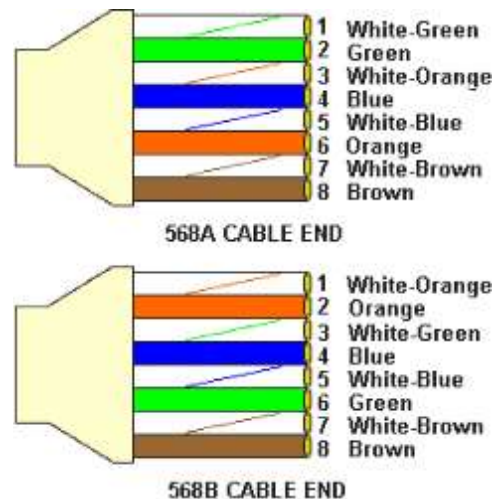 1 White-Green
2 Green
3 White-Orange
4 Blue
5 White-Blue
6 Orange
7 White-Brown
8 Brown
568A CABLE END
1 White-Orange
2 Orange
3 White-Green
4 Blue
5 White-Blue
6 Green
7 White-Brown
8 Brown
568B CABLE END